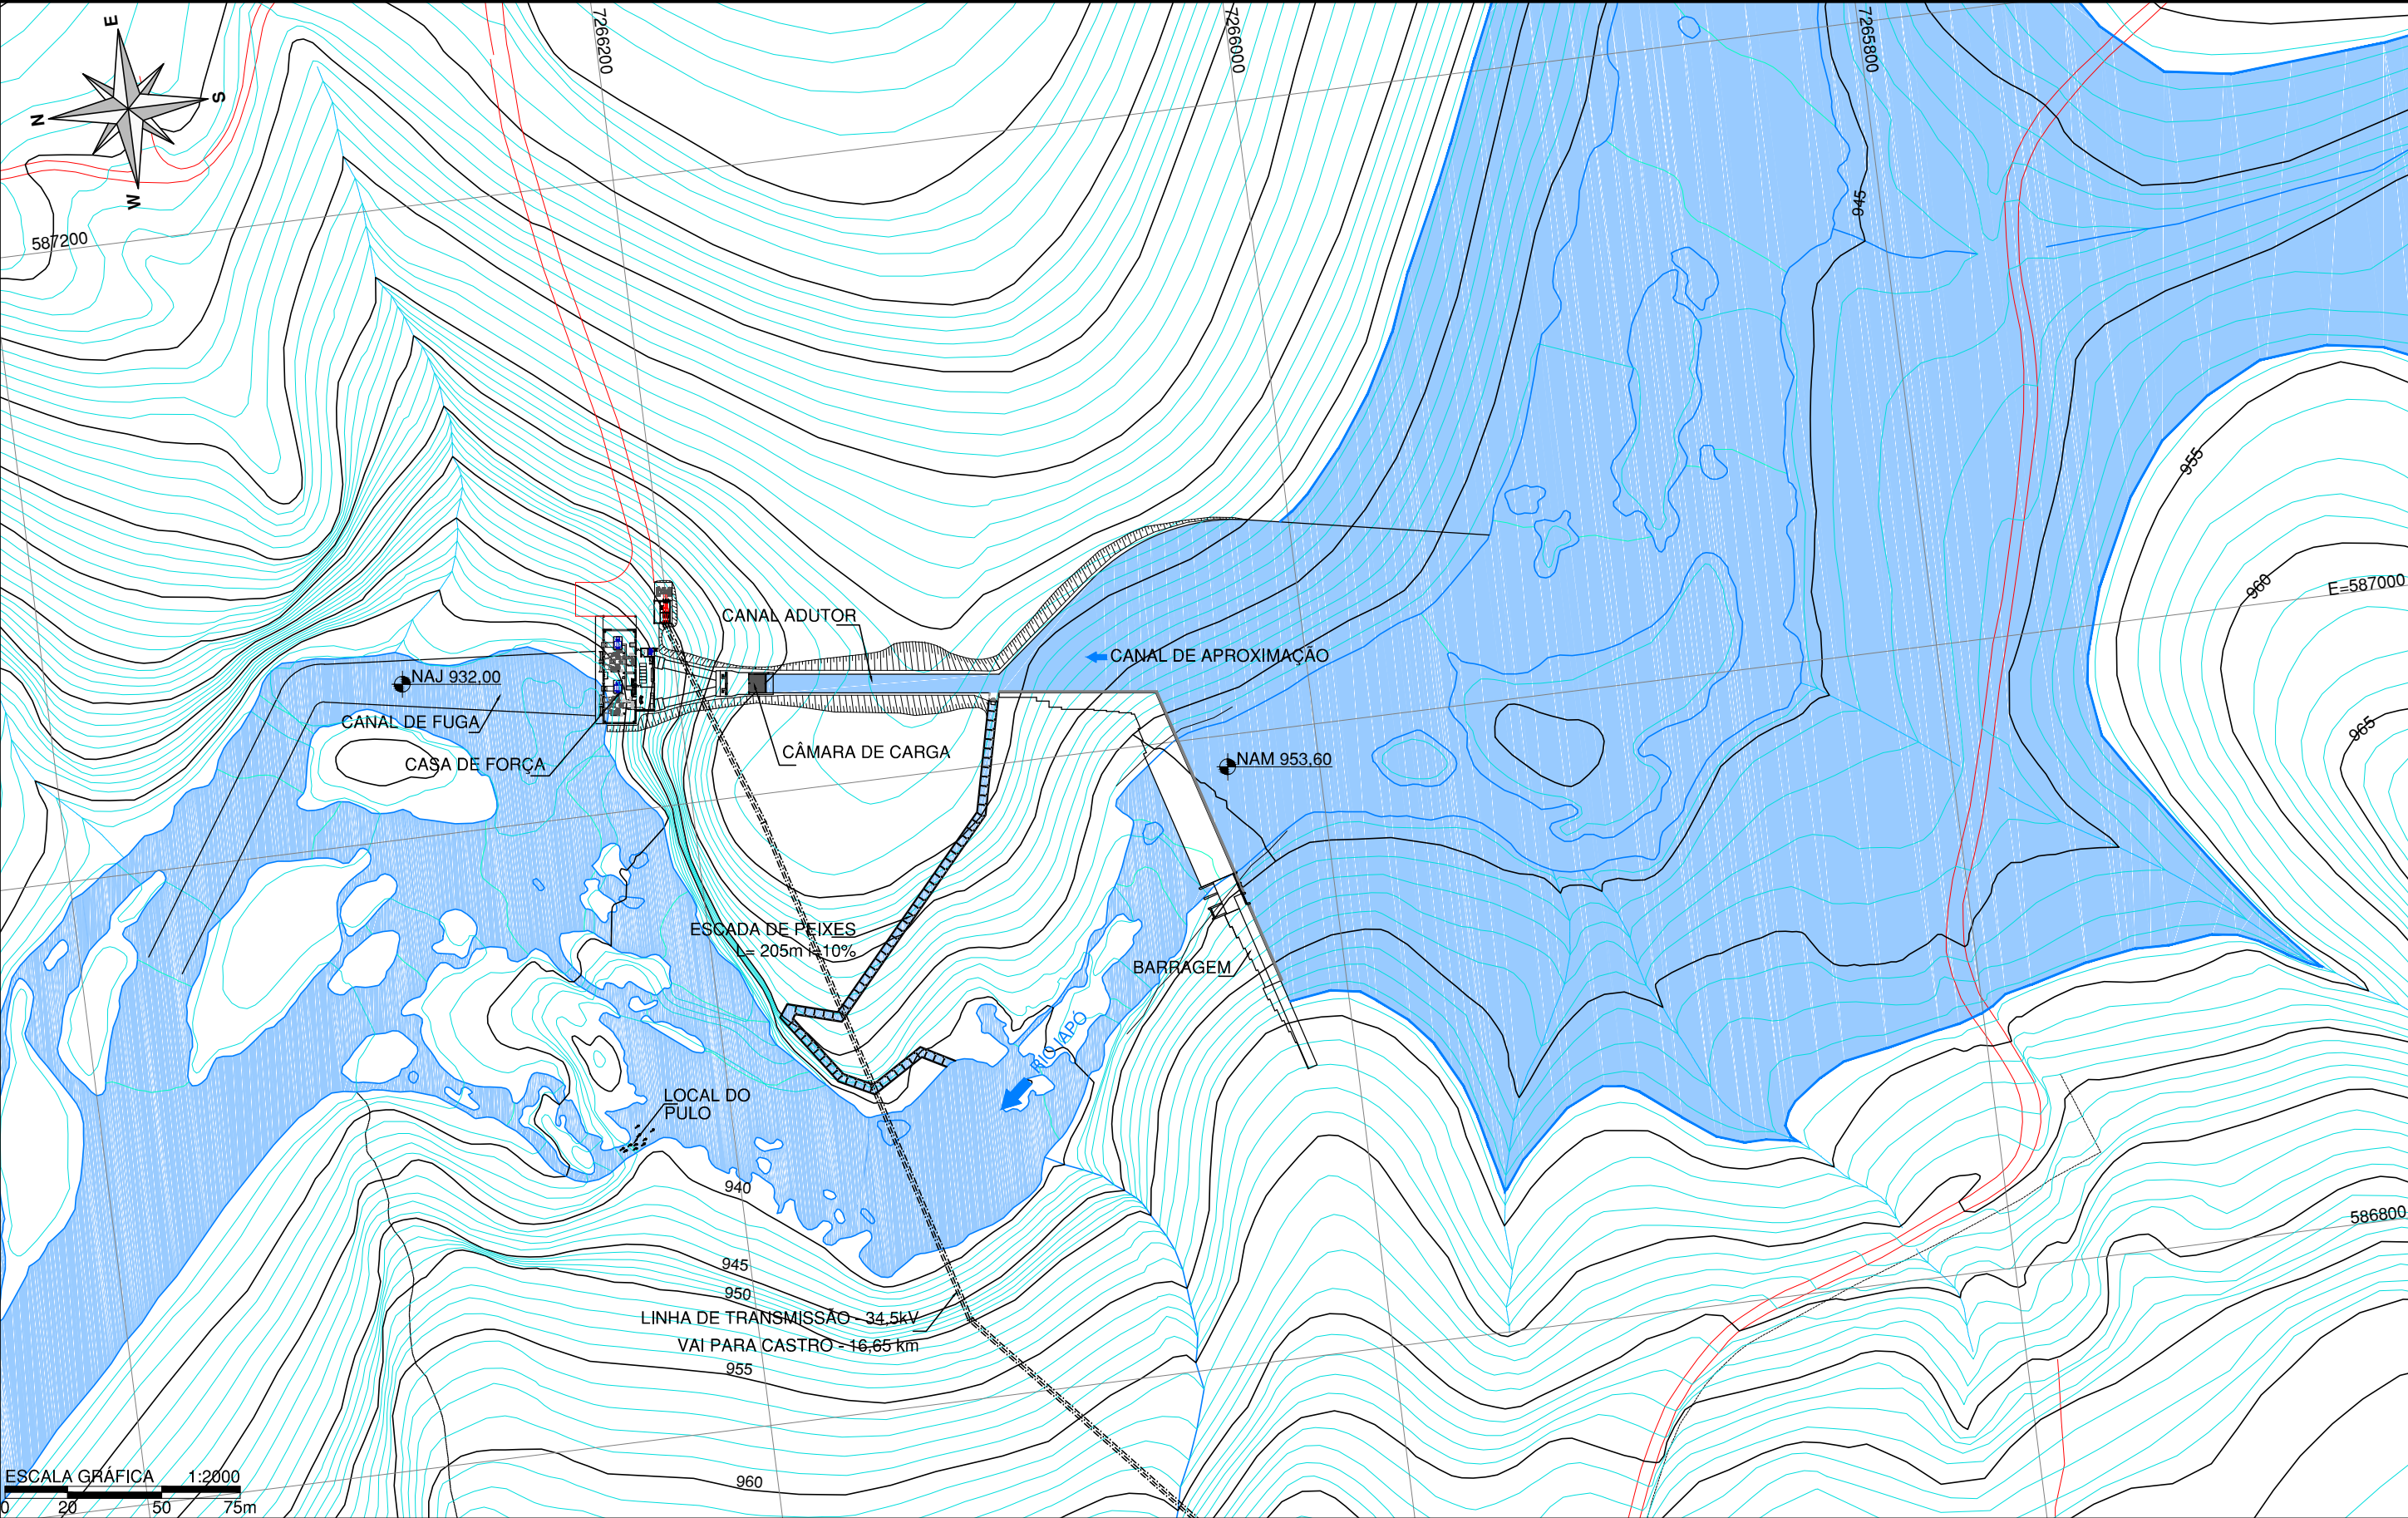 E
N
S
W
7266200
7266000
7265800
587200
945
955
960
E=587000
965
CANAL ADUTOR
CANAL DE APROXIMAÇÃO
NAJ 932,00
CANAL DE FUGA
CASA DE FORÇA
CÂMARA DE CARGA
NAM 953,60
ESCADA DE PEIXES
L= 205m i=10%
BARRAGEM
RIO IAPÓ
LOCAL DO
PULO
940
945
950
586800
LINHA DE TRANSMISSÃO - 34,5kV
VAI PARA CASTRO - 16,65 km
955
960
ESCALA GRÁFICA 1:2000
0 20 50 75m